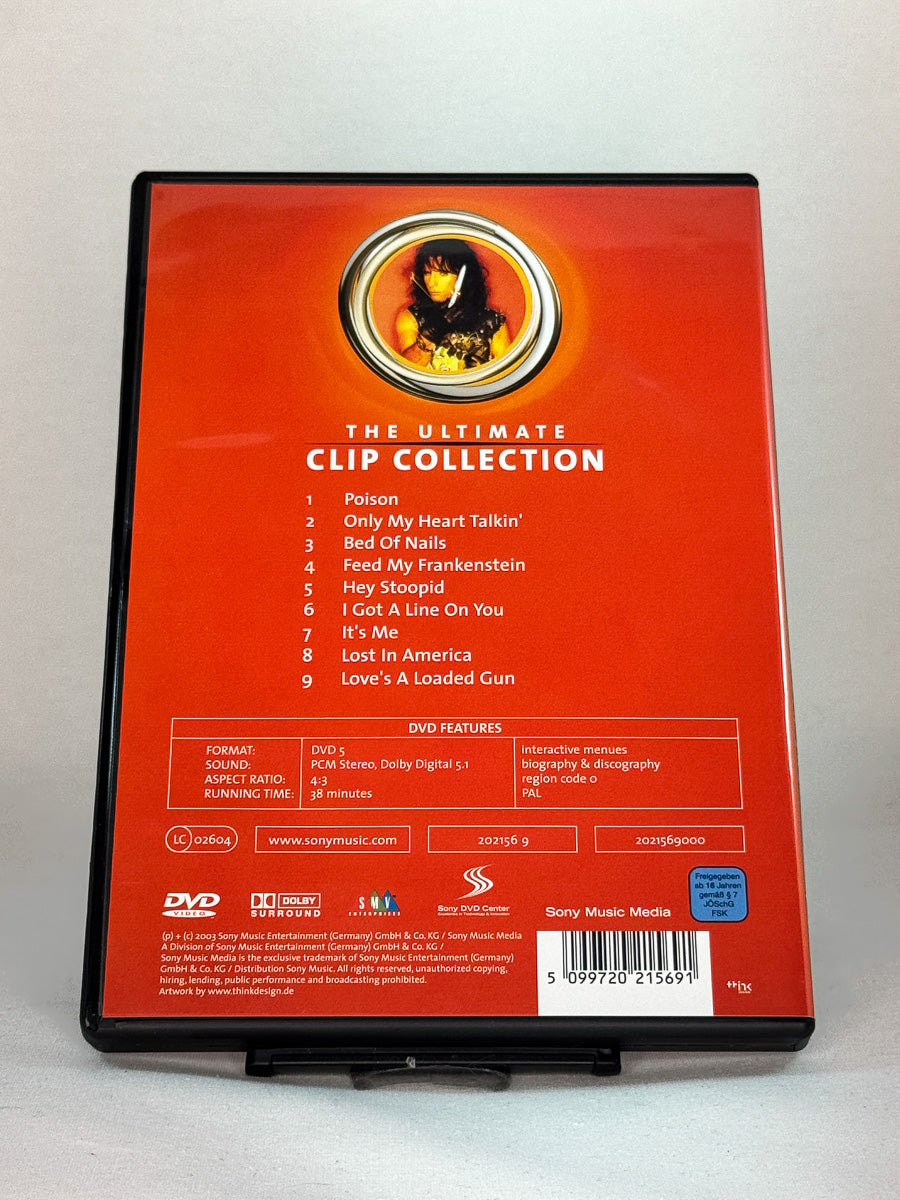 THE ULTIMATE
CLIP COLLECTION
1 Poison
2 Only My Heart Talkin'
3 Bed Of Nails
4 Feed My Frankenstein
5 Hey Stoopid
6 I Got A Line On You
7 It's Me
8 Lost In America
9 Love's A Loaded Gun
DVD FEATURES
FORMAT: DVD 5 interactive menues
SOUND: PCM Stereo, Dolby Digital 5.1 biography & discography
ASPECT RATIO: 4:3 region code 0
RUNNING TIME: 38 minutes PAL
LC 02604 www.sonymusic.com 202156 9 2021569000
DVD
VIDEO
DOLBY
SURROUND
SMV
ENTERPRISES
Sony DVD Center
Excellence in Technology & Innovation
Sony Music Media
Freigegeben
ab 16 Jahren
gemäß § 7
JÖSchG
FSK
(p) + (c) 2003 Sony Music Entertainment (Germany) GmbH & Co. KG / Sony Music Media
A Division of Sony Music Entertainment (Germany) GmbH & Co. KG /
Sony Music Media is the exclusive trademark of Sony Music Entertainment (Germany)
GmbH & Co. KG / Distribution Sony Music. All rights reserved, unauthorized copying,
hiring, lending, public performance and broadcasting prohibited.
Artwork by www.thinkdesign.de
5 099720 215691
think